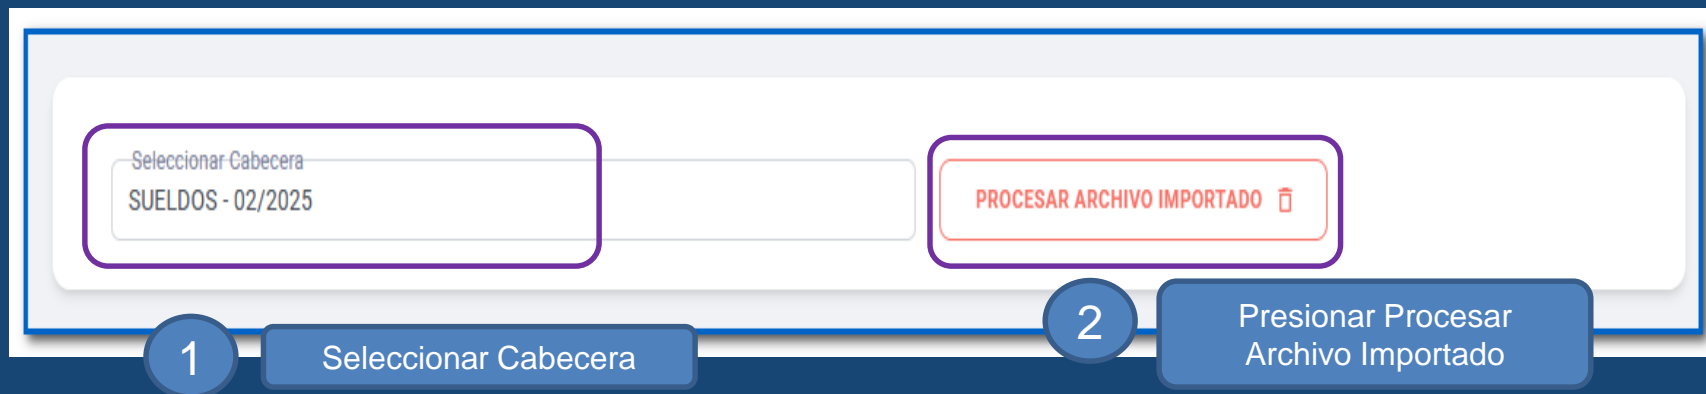 Seleccionar Cabecera
SUELDOS - 02/2025
PROCESAR ARCHIVO IMPORTADO
1
Seleccionar Cabecera
2
Presionar Procesar
Archivo Importado